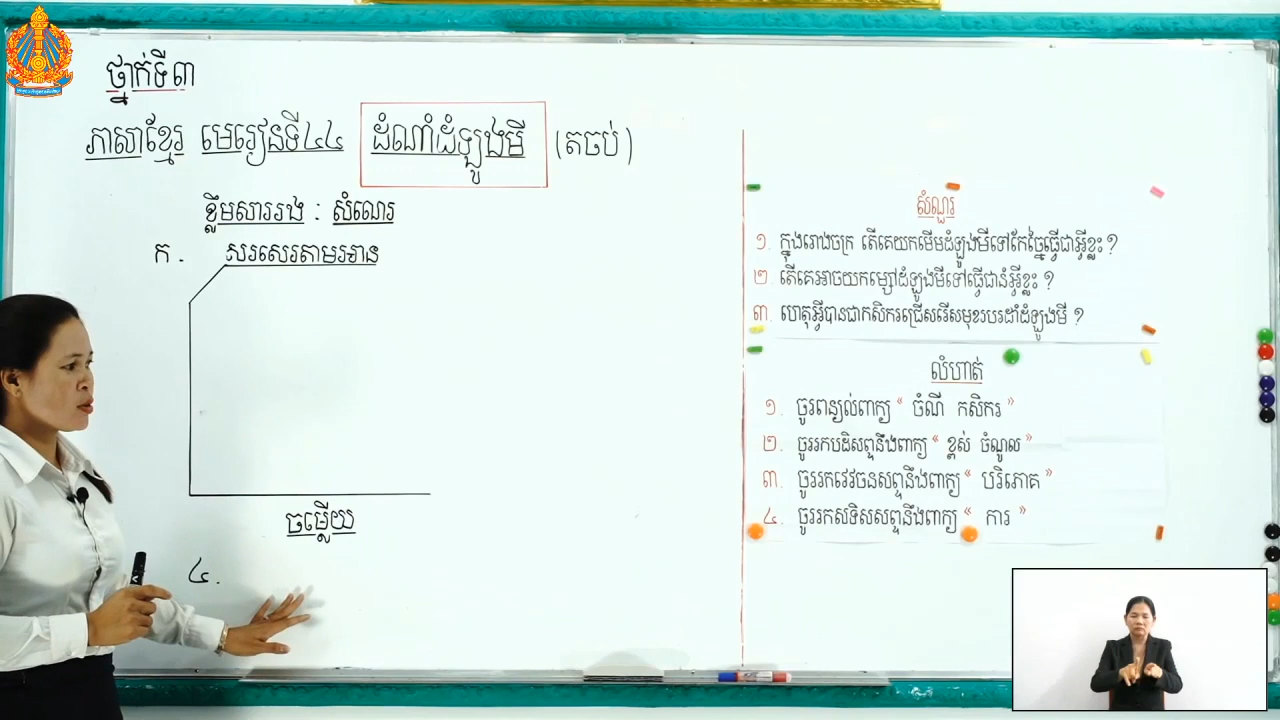 ថ្នាក់ទី៣
ភាសាខ្មែរ មេរៀនទី៤៤ ដំណាំដំឡូងមី (តចប់)
ខ្លឹមសាររង : សំណេរ
ក. សរសេរតាមអាន
ចម្លើយ
៤.
សំណួរ
១. ក្នុងរោងចក្រ តើគេយកមើមដំឡូងមីទៅកែច្នៃធ្វើជាអ្វីខ្លះ?
២. តើគេអាចយកម្សៅដំឡូងមីទៅធ្វើជានំអ្វីខ្លះ ?
៣. ហេតុអ្វីបានជាកសិករជ្រើសរើសមុខរបរដាំដំឡូងមី ?
លំហាត់
១. ចូរពន្យល់ពាក្យ “ ចំណី កសិករ ”
២. ចូររកបដិសព្ទនឹងពាក្យ “ ខ្ពស់ ចំណូល ”
៣. ចូររកវេវចនសព្ទនឹងពាក្យ “ បរិភោគ ”
៤. ចូររកសទិសសព្ទនឹងពាក្យ “ ការ ”